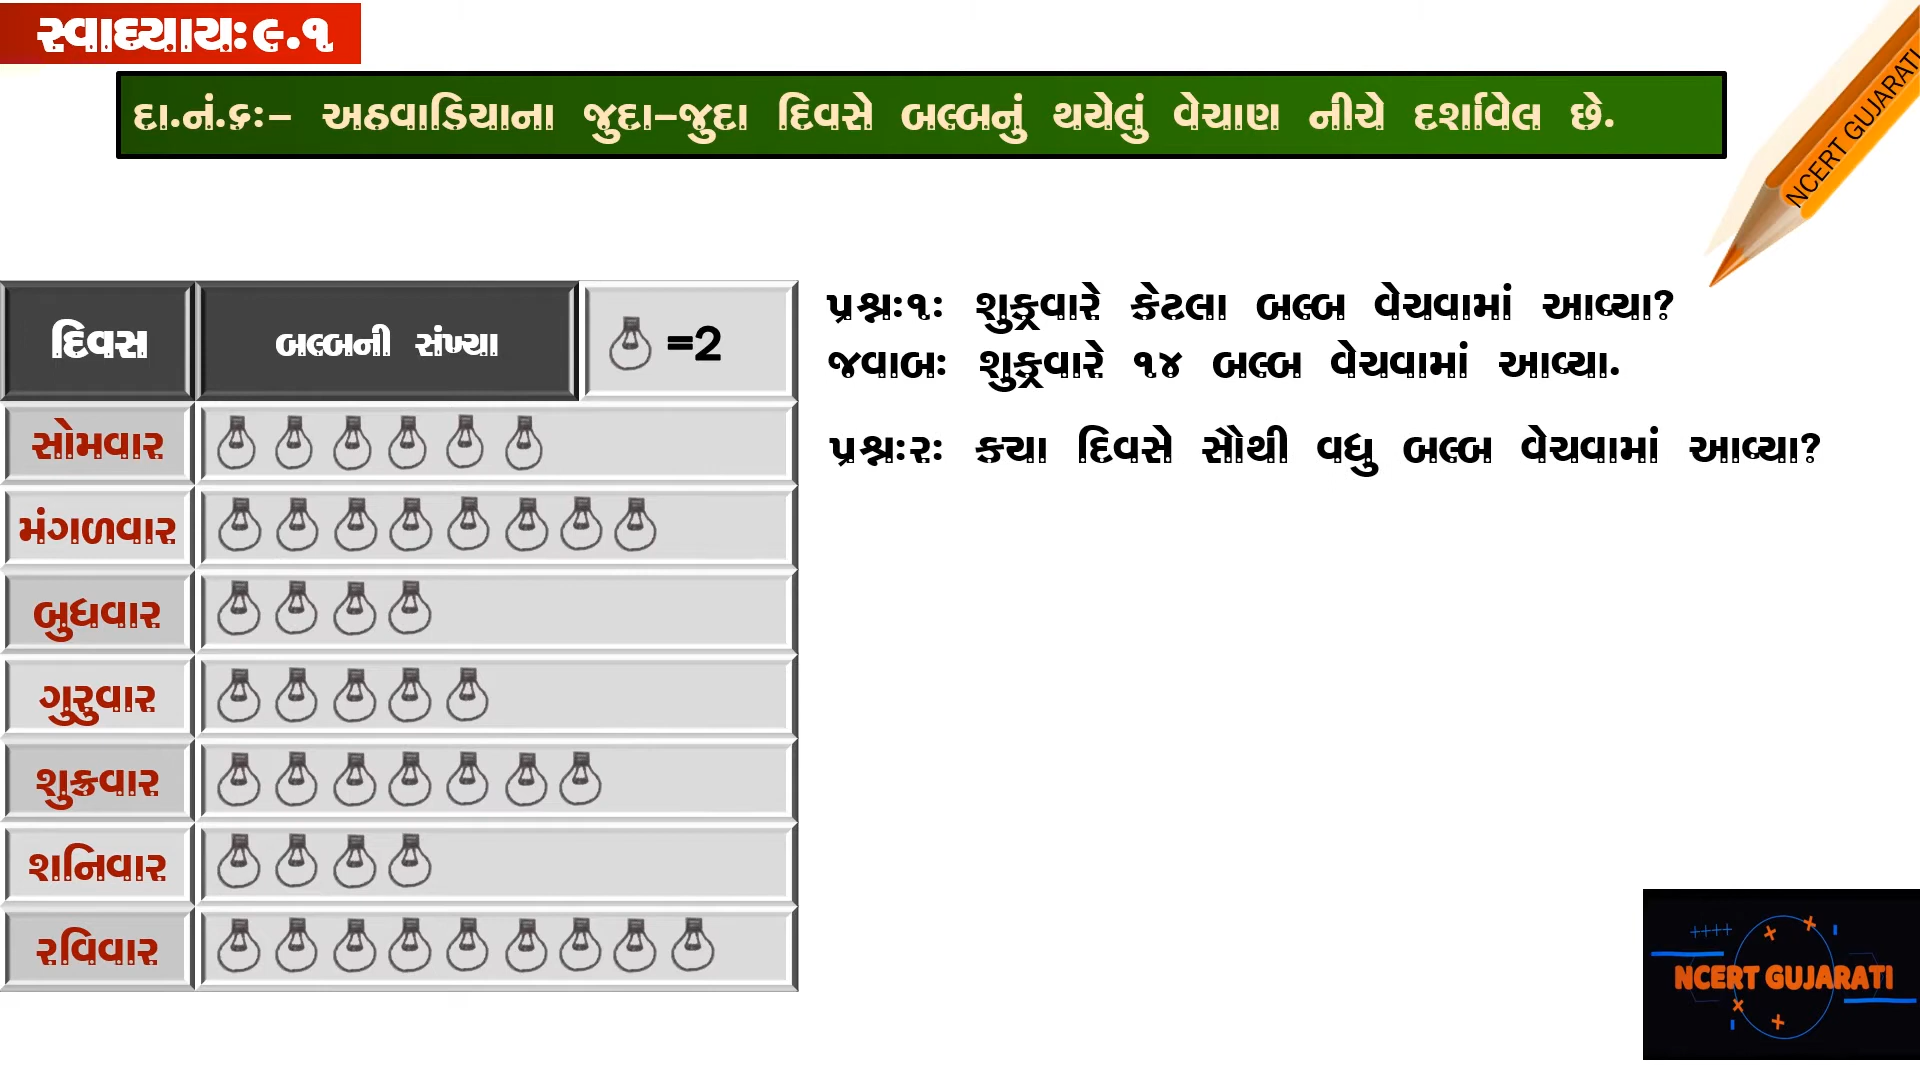 સ્વાધ્યાયઃ૯.૧
દા.નં.૬ઃ- અઠવાડિયાના જુદા-જુદા દિવસે બલ્બનું થયેલું વેચાણ નીચે દર્શાવેલ છે.
NCERT GUJARATI
દિવસ બલ્બની સંખ્યા =2
સોમવાર
મંગળવાર
બુધવાર
ગુરુવાર
શુક્રવાર
શનિવાર
રવિવાર
પ્રશ્નઃ૧ઃ શુક્રવારે કેટલા બલ્બ વેચવામાં આવ્યા?
જવાબઃ શુક્રવારે ૧૪ બલ્બ વેચવામાં આવ્યા.
પ્રશ્નઃ૨ઃ ક્યા દિવસે સૌથી વધુ બલ્બ વેચવામાં આવ્યા?
NCERT GUJARATI